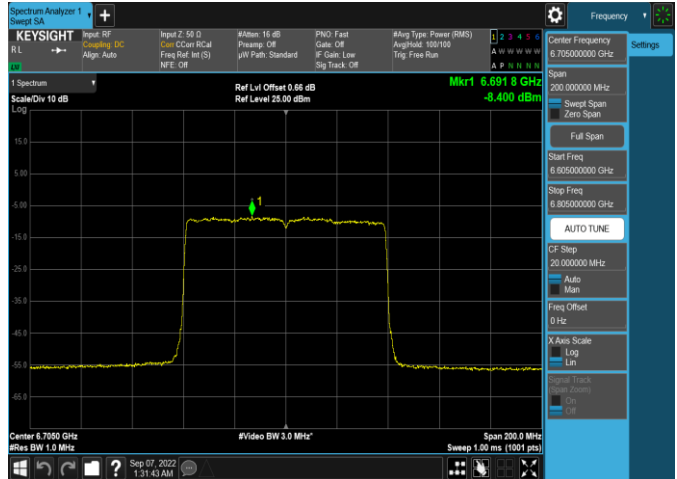 Spectrum Analyzer 1
Swept SA
Frequency
KEYSIGHT
RL
Input: RF
Coupling: DC
Align: Auto
Input Z: 50 Ω
Corr CCorr RCal
Freq Ref: Int (S)
NFE: Off
#Atten: 16 dB
Preamp: Off
µW Path: Standard
PNO: Fast
Gate: Off
IF Gain: Low
Sig Track: Off
#Avg Type: Power (RMS)
Avg|Hold: 100/100
Trig: Free Run
1 2 3 4 5 6
A W W W W W
A P N N N N
1 Spectrum
Scale/Div 10 dB
Log
Ref Lvl Offset 0.66 dB
Ref Level 25.00 dBm
Mkr1 6.691 8 GHz
-8.400 dBm
15.0
5.00
-5.00
-15.0
-25.0
-35.0
-45.0
-55.0
-65.0
1
Center 6.7050 GHz
#Res BW 1.0 MHz
#Video BW 3.0 MHz*
Span 200.0 MHz
Sweep 1.00 ms (1001 pts)
Sep 07, 2022
1:31:43 AM
Center Frequency
6.705000000 GHz
Settings
Span
200.000000 MHz
Swept Span
Zero Span
Full Span
Start Freq
6.605000000 GHz
Stop Freq
6.805000000 GHz
AUTO TUNE
CF Step
20.000000 MHz
Auto
Man
Freq Offset
0 Hz
X Axis Scale
Log
Lin
Signal Track
(Span Zoom)
On
Off